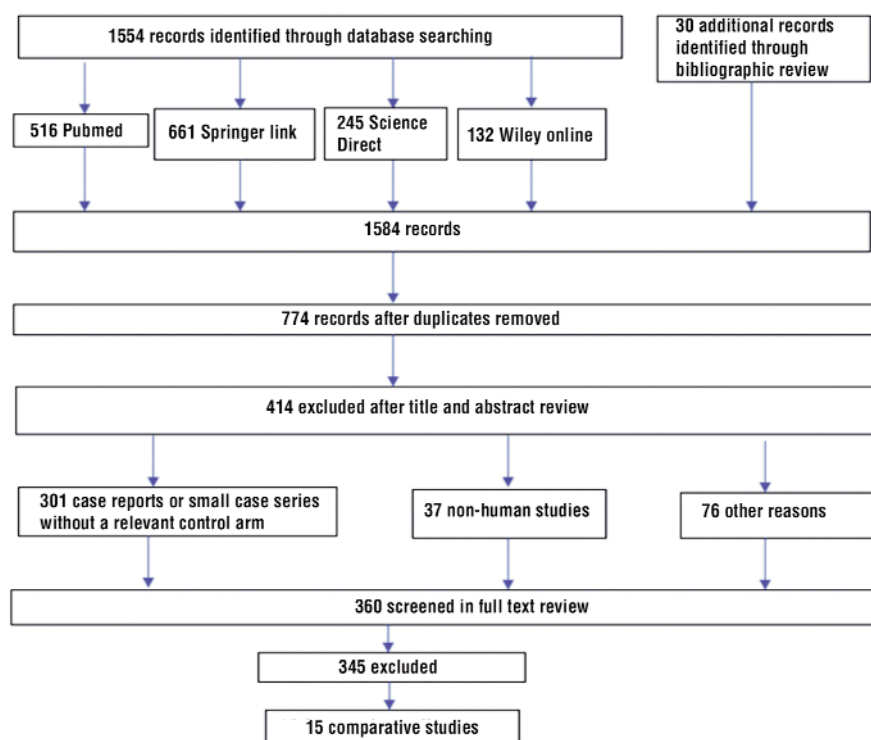 1554 records identified through database searching
30 additional records
identified through
bibliographic review
516 Pubmed
661 Springer link
245 Science
Direct
132 Wiley online
1584 records
774 records after duplicates removed
414 excluded after title and abstract review
301 case reports or small case series
without a relevant control arm
37 non-human studies
76 other reasons
360 screened in full text review
345 excluded
15 comparative studies